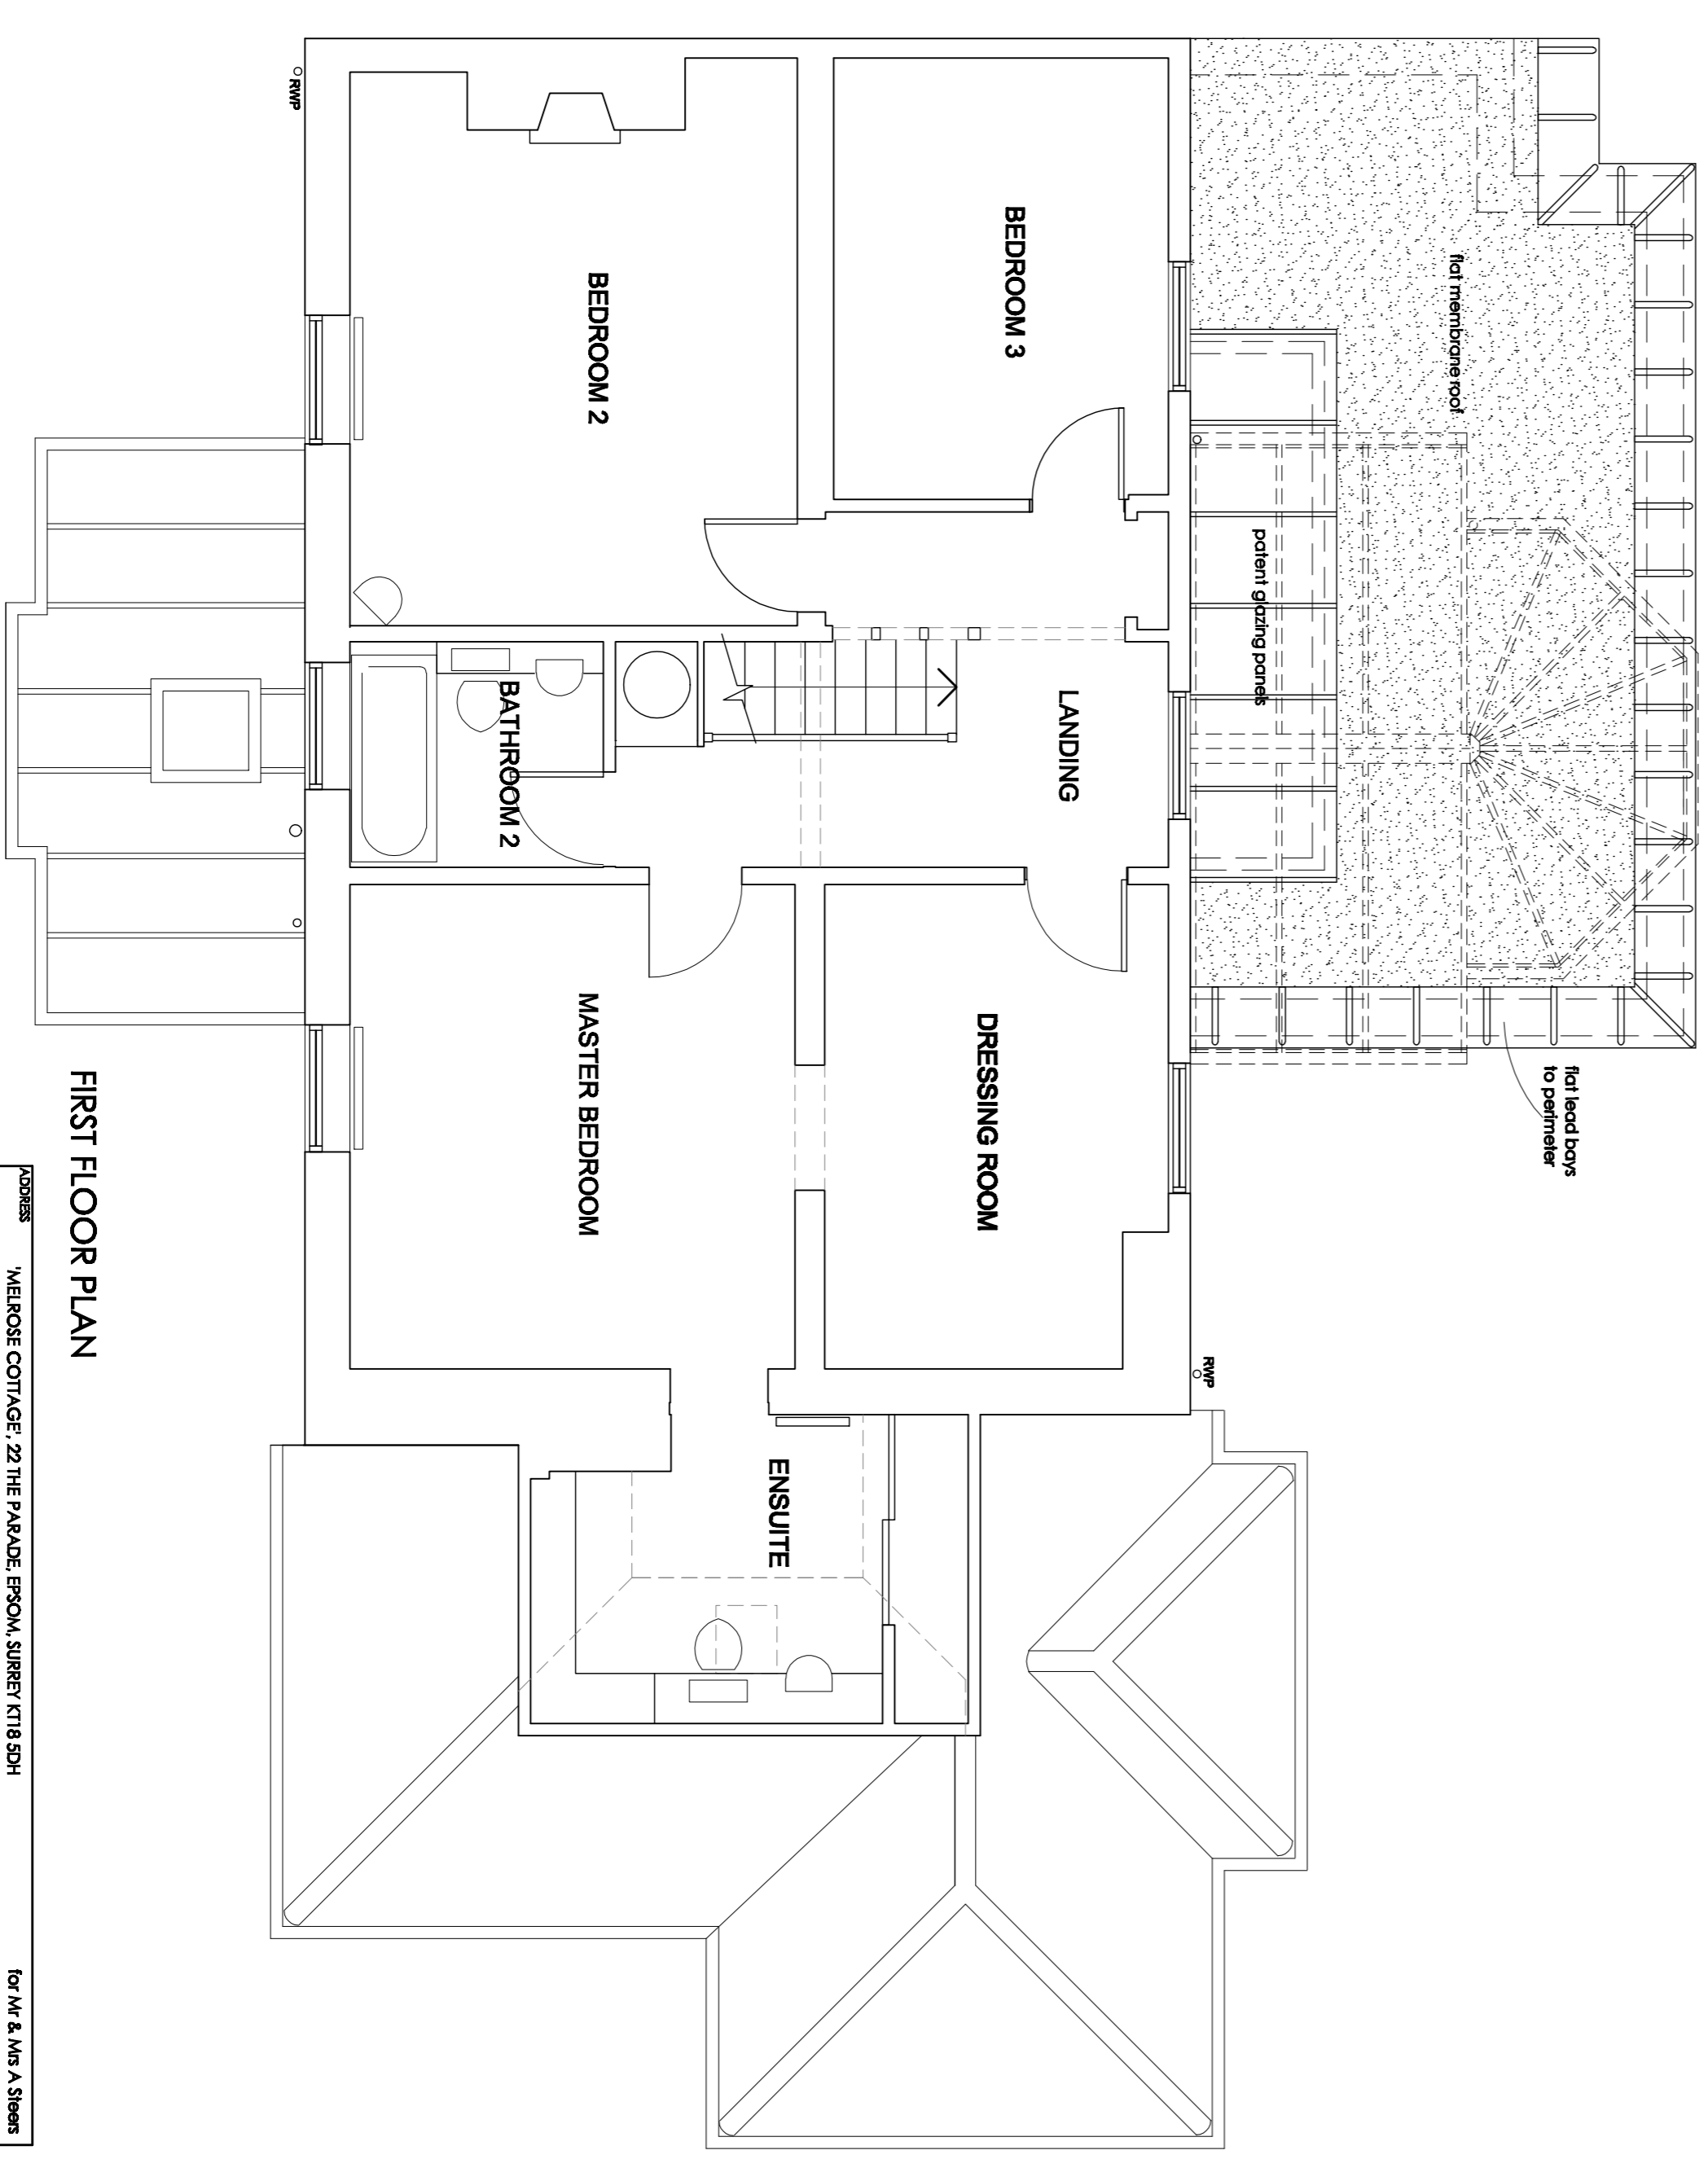 flat membrane roof
patent glazing panels
flat lead bays
to perimeter
RWP
BEDROOM 3
LANDING
DRESSING ROOM
BEDROOM 2
BATHROOM 2
MASTER BEDROOM
ENSUITE
RWP
FIRST FLOOR PLAN
ADDRESS 'MELROSE COTTAGE', 22 THE PARADE, EPSOM, SURREY KT18 5DH for Mr & Mrs A Steers